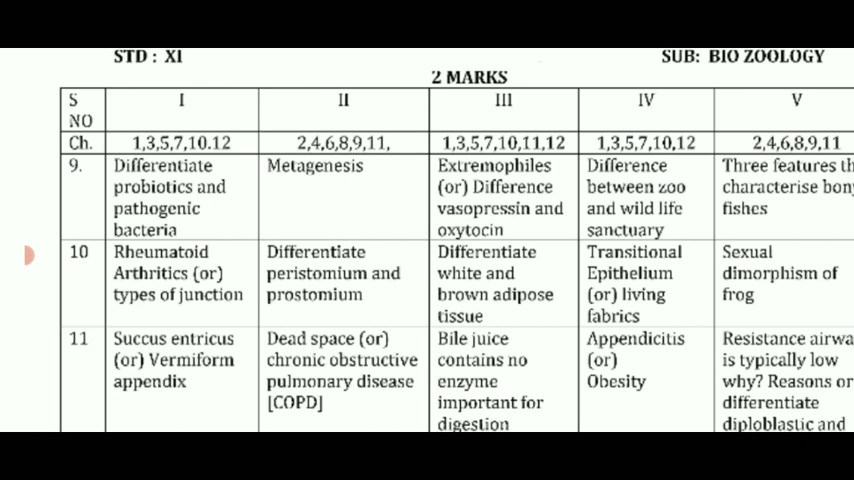 STD : XI SUB: BIO ZOOLOGY
2 MARKS
S NO I II III IV V
Ch. 1,3,5,7,10.12 2,4,6,8,9,11, 1,3,5,7,10,11,12 1,3,5,7,10,12 2,4,6,8,9,11
9. Differentiate Metagenesis Extremophiles Difference Three features th
probiotics and (or) Difference between zoo characterise bony
pathogenic vasopressin and and wild life fishes
bacteria oxytocin sanctuary
10 Rheumatoid Differentiate Differentiate Transitional Sexual
Arthritics (or) peristomium and white and Epithelium dimorphism of
types of junction prostomium brown adipose (or) living frog
tissue fabrics
11 Succus entricus Dead space (or) Bile juice Appendicitis Resistance airwa
(or) Vermiform chronic obstructive contains no (or) is typically low
appendix pulmonary disease enzyme Obesity why? Reasons or
[COPD] important for differentiate
digestion diploblastic and